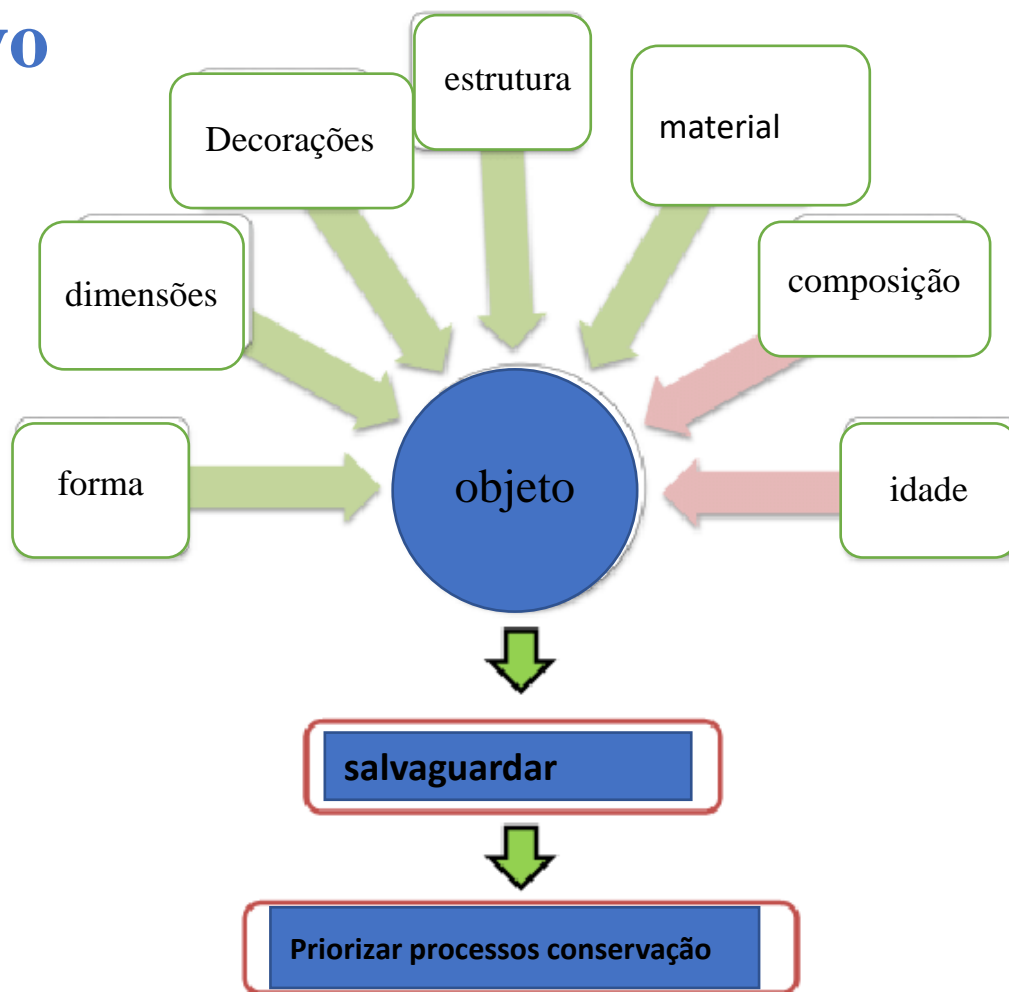 vo
estrutura
Decorações
material
dimensões
composição
forma
objeto
idade
salvaguardar
Priorizar processos conservação